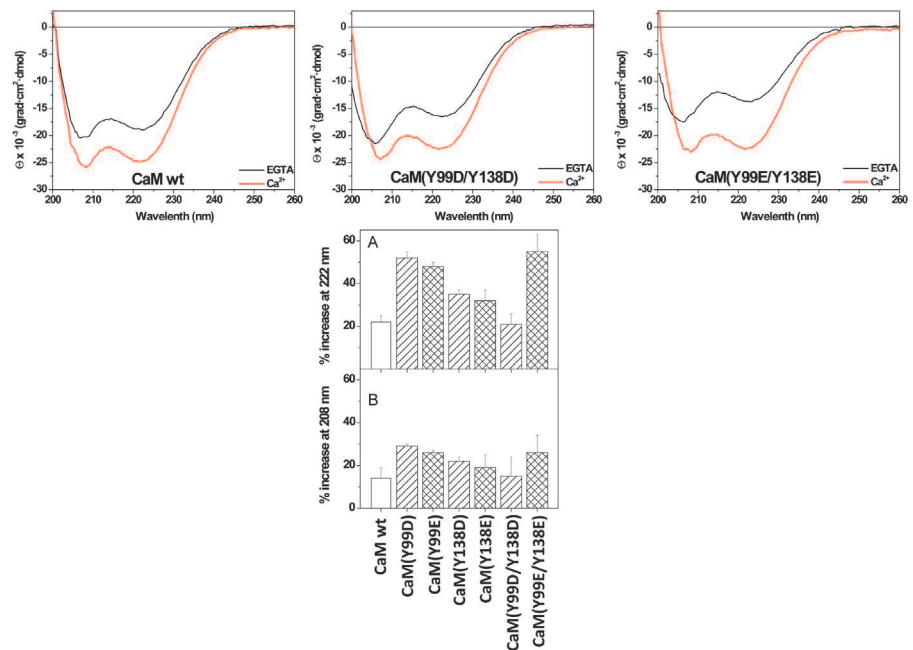 Θ x 10⁻³ (grad·cm²·dmol)
0
-5
-10
-15
-20
-25
-30
EGTA
Ca²⁺
CaM wt
200 210 220 230 240 250 260
Wavelenth (nm)
Θ x 10⁻³ (grad·cm²·dmol)
0
-5
-10
-15
-20
-25
-30
EGTA
Ca²⁺
CaM(Y99D/Y138D)
200 210 220 230 240 250 260
Wavelenth (nm)
Θ x 10⁻³ (grad·cm²·dmol)
0
-5
-10
-15
-20
-25
-30
EGTA
Ca²⁺
CaM(Y99E/Y138E)
200 210 220 230 240 250 260
Wavelenth (nm)
A
% increase at 222 nm
60
40
20
B
% increase at 208 nm
60
40
20
0
CaM wt
CaM(Y99D)
CaM(Y99E)
CaM(Y138D)
CaM(Y138E)
CaM(Y99D/Y138D)
CaM(Y99E/Y138E)